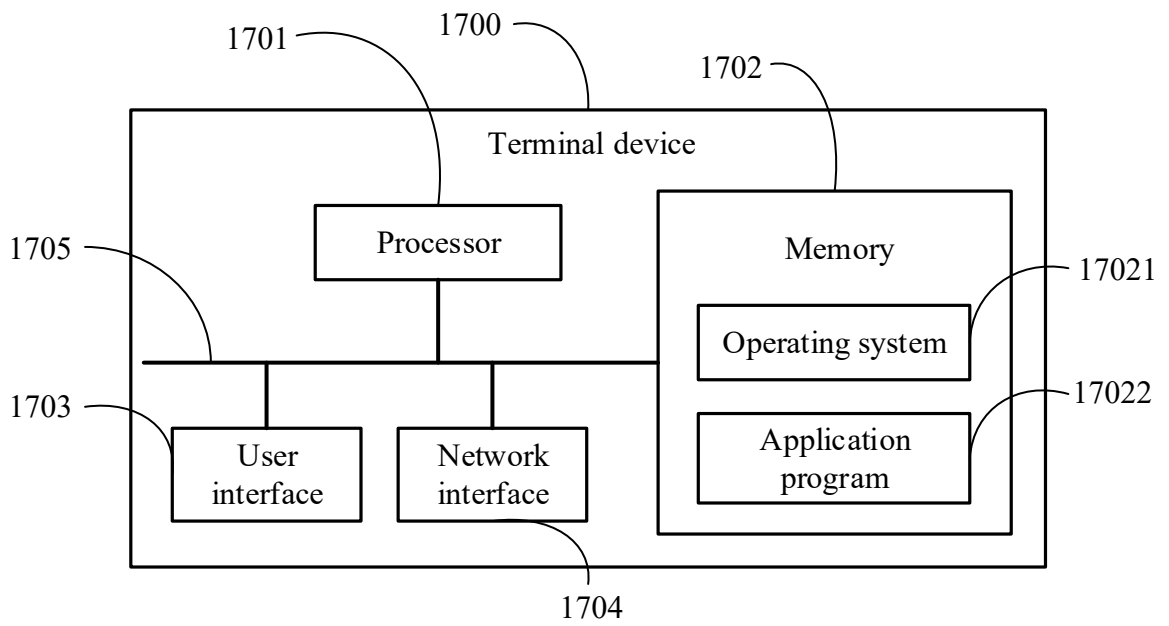 1700
1701
1702
Terminal device
Processor
Memory
1705
17021
Operating system
17022
1703
User
interface
Network
interface
Application
program
1704